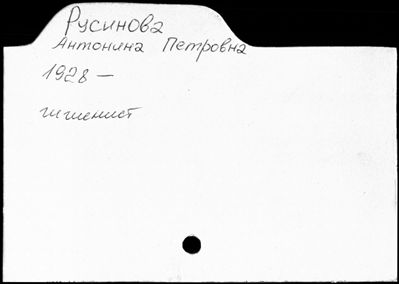 Русинова
Антонина Петровна
1928 —
гигиенист